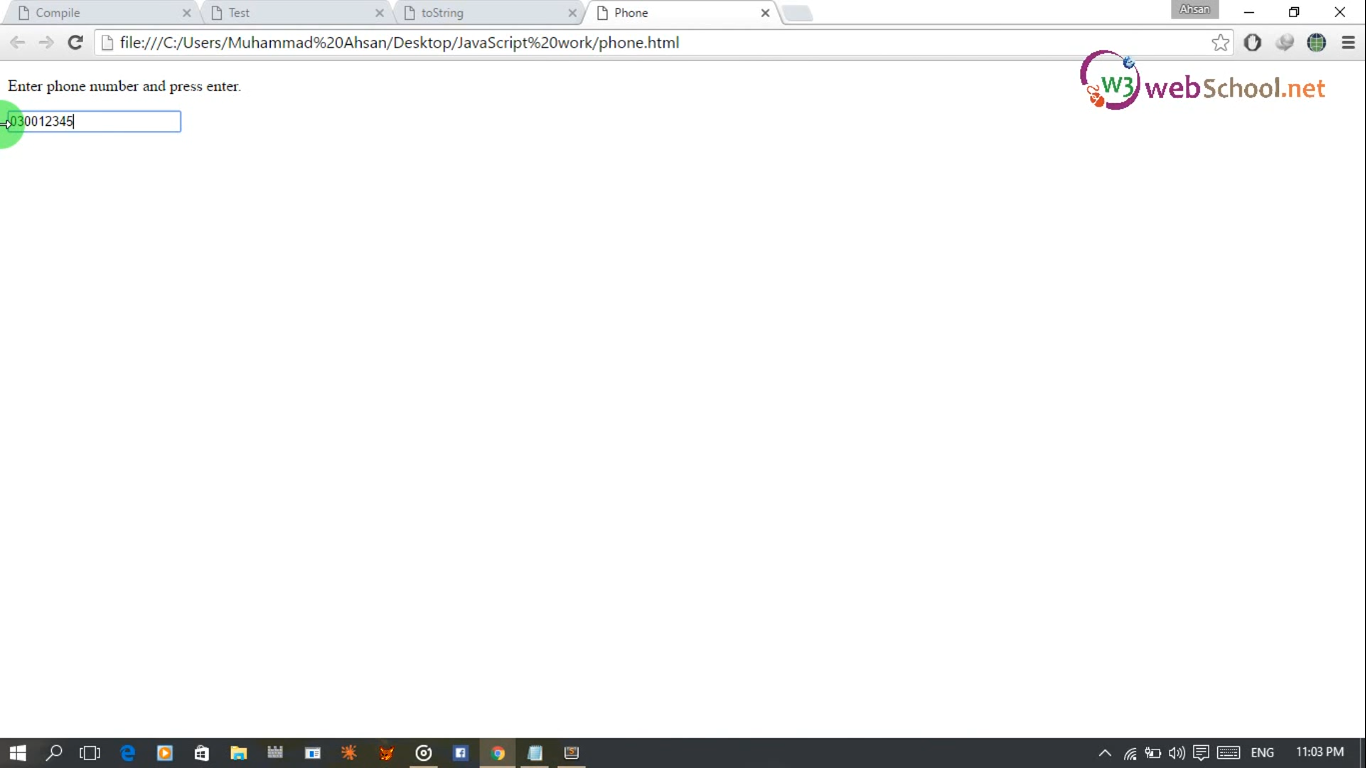 Compile
Test
toString
Phone
Ahsan
file:///C:/Users/Muhammad%20Ahsan/Desktop/JavaScript%20work/phone.html
W3 webSchool.net
Enter phone number and press enter.
030012345
ENG
11:03 PM